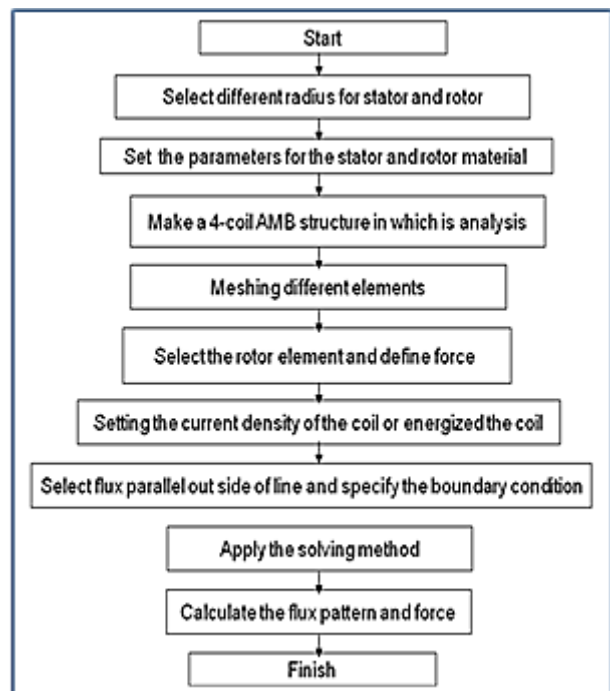 Start
Select different radius for stator and rotor
Set the parameters for the stator and rotor material
Make a 4-coil AMB structure in which is analysis
Meshing different elements
Select the rotor element and define force
Setting the current density of the coil or energized the coil
Select flux parallel out side of line and specify the boundary condition
Apply the solving method
Calculate the flux pattern and force
Finish